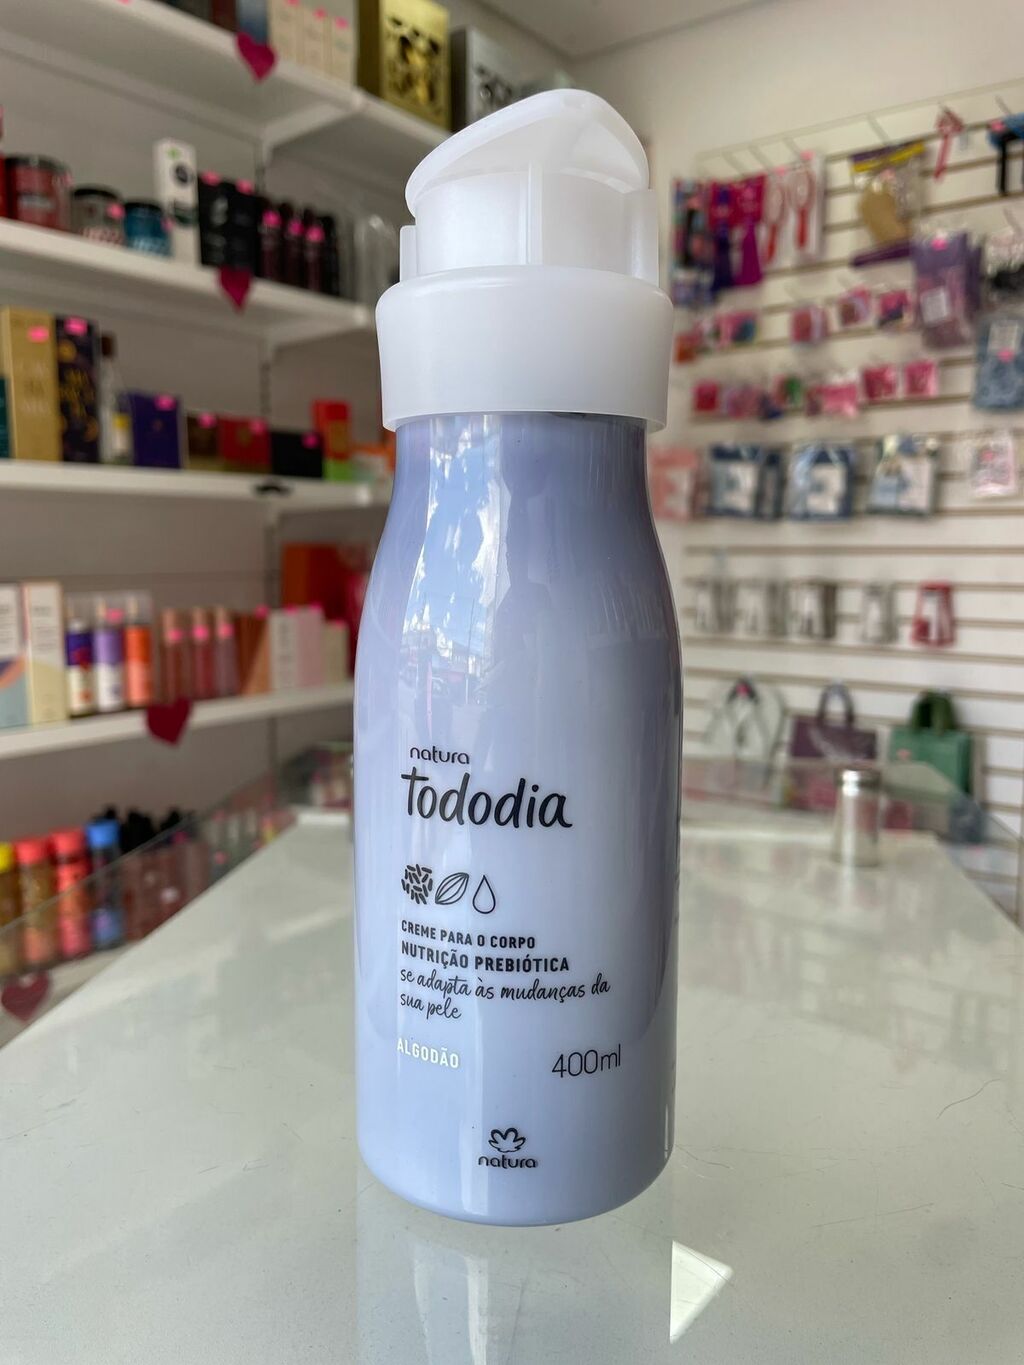 natura
Tododia
CREME PARA O CORPO
NUTRIÇÃO PREBIÓTICA
se adapta às mudanças da
sua pele
ALGODÃO
400ml
natura